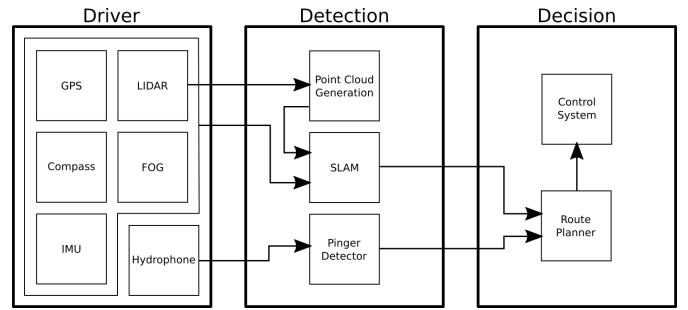 Driver
Detection
Decision
GPS
LIDAR
Compass
FOG
IMU
Hydrophone
Point Cloud
Generation
SLAM
Pinger
Detector
Control
System
Route
Planner